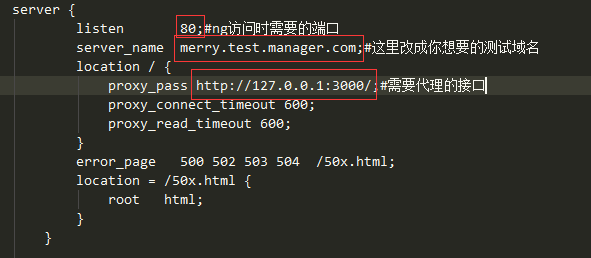 server {
listen 80;#ng访问时需要的端口
server_name merry.test.manager.com;#这里改成你想要的测试域名
location / {
proxy_pass http://127.0.0.1:3000/;#需要代理的接口
proxy_connect_timeout 600;
proxy_read_timeout 600;
}
error_page 500 502 503 504 /50x.html;
location = /50x.html {
root html;
}
}